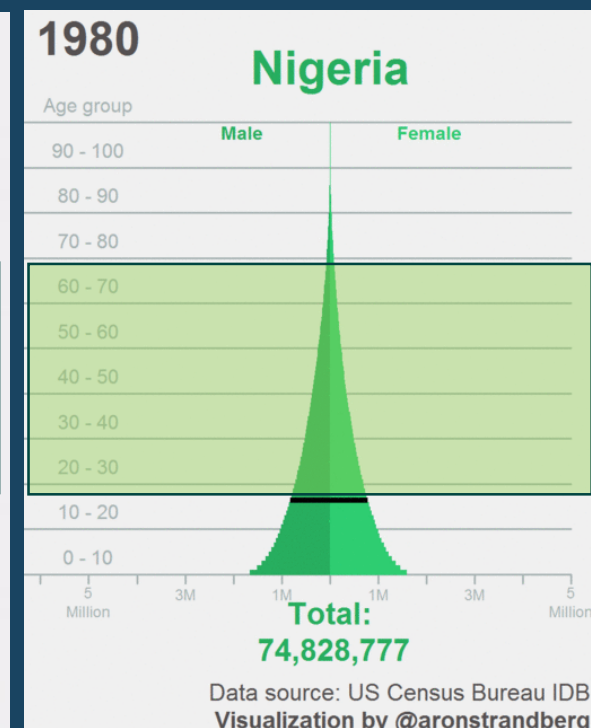 1980
Nigeria
Age group
Male Female
90 - 100
80 - 90
70 - 80
60 - 70
50 - 60
40 - 50
30 - 40
20 - 30
10 - 20
0 - 10
5 3M 1M 1M 3M 5
Million Million
Total:
74,828,777
Data source: US Census Bureau IDB
Visualization by @aronstrandberg